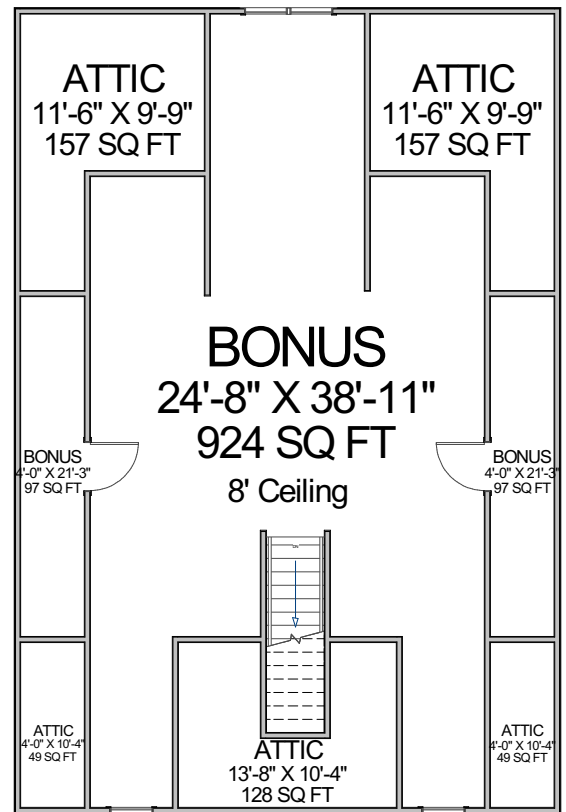 ATTIC
11'-6" X 9'-9"
157 SQ FT
ATTIC
11'-6" X 9'-9"
157 SQ FT
BONUS
24'-8" X 38'-11"
924 SQ FT
8' Ceiling
BONUS
4'-0" X 21'-3"
97 SQ FT
BONUS
4'-0" X 21'-3"
97 SQ FT
ATTIC
4'-0" X 10'-4"
49 SQ FT
ATTIC
13'-8" X 10'-4"
128 SQ FT
ATTIC
4'-0" X 10'-4"
49 SQ FT